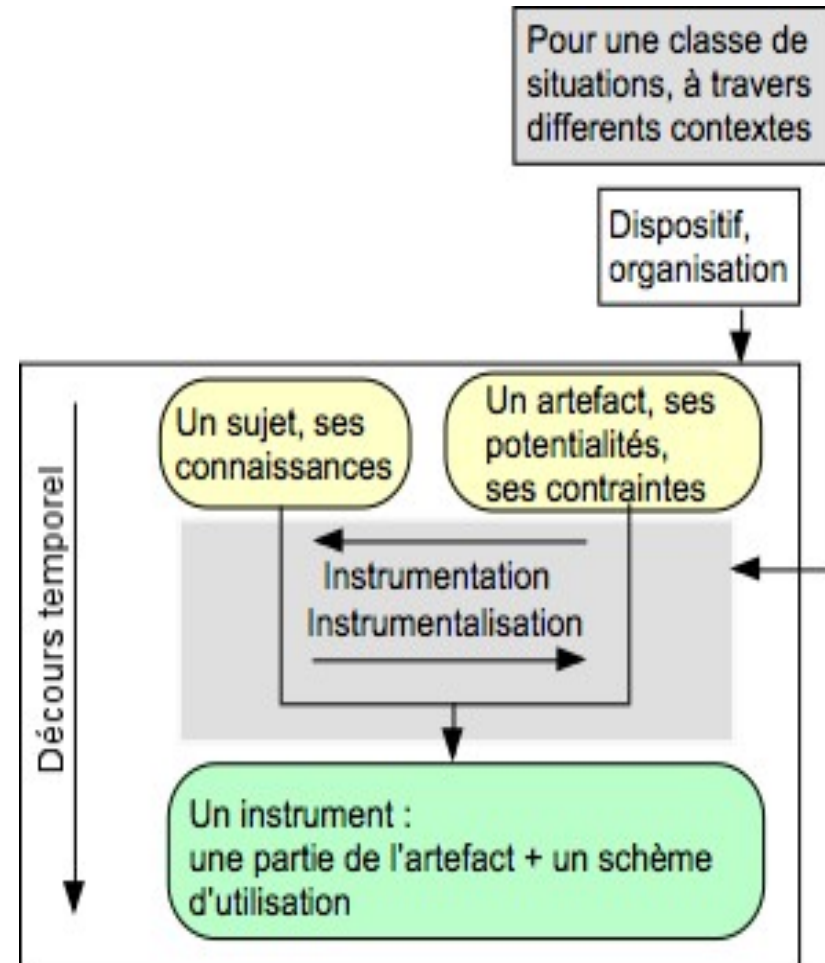 Pour une classe de
situations, à travers
differents contextes
Dispositif,
organisation
Décours temporel
Un sujet, ses
connaissances
Un artefact, ses
potentialités,
ses contraintes
Instrumentation
Instrumentalisation
Un instrument :
une partie de l'artefact + un schème
d'utilisation